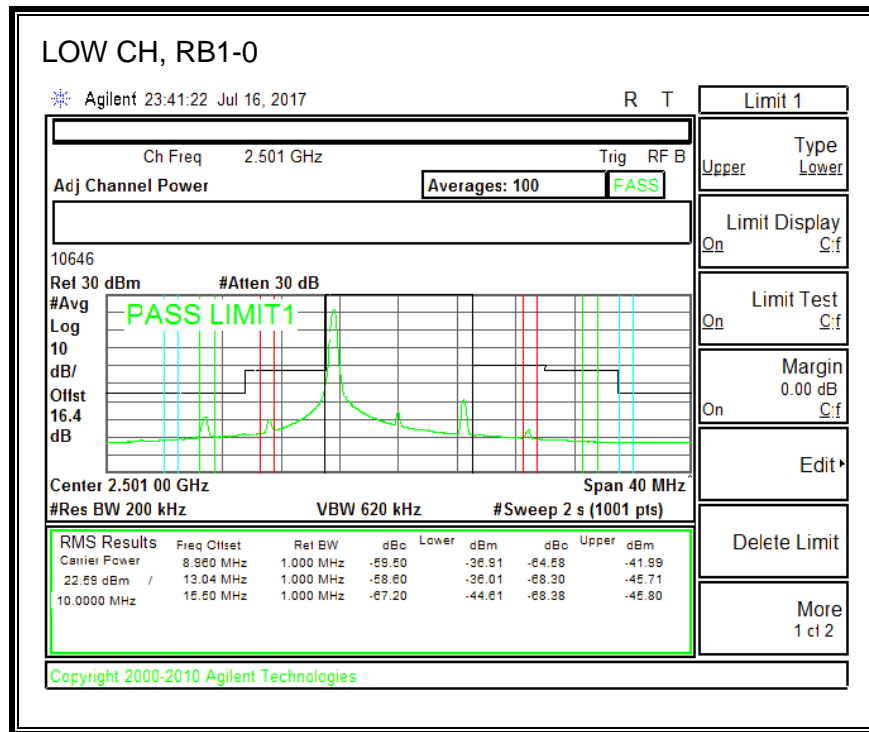 LOW CH, RB1-0
Agilent 23:41:22 Jul 16, 2017 R T
Ch Freq 2.501 GHz Trig RF B
Adj Channel Power Averages: 100 PASS
10646
Ref 30 dBm #Atten 30 dB
#Avg
Log
10
dB/
Offst
16.4
dB
PASS LIMIT1
Center 2.501 00 GHz Span 40 MHz^
#Res BW 200 kHz VBW 620 kHz #Sweep 2 s (1001 pts)
RMS Results Freq Offset Ref BW dBc Lower dBm dBc Upper dBm
Carrier Power 8.960 MHz 1.000 MHz -59.50 -36.91 -64.58 -41.99
22.59 dBm / 13.04 MHz 1.000 MHz -58.60 -36.01 -68.30 -45.71
10.0000 MHz 15.50 MHz 1.000 MHz -67.20 -44.61 -68.38 -45.80
Copyright 2000-2010 Agilent Technologies
Limit 1
Type
Upper Lower
Limit Display
On Off
Limit Test
On Off
Margin
0.00 dB
On Off
Edit
Delete Limit
More
1 of 2